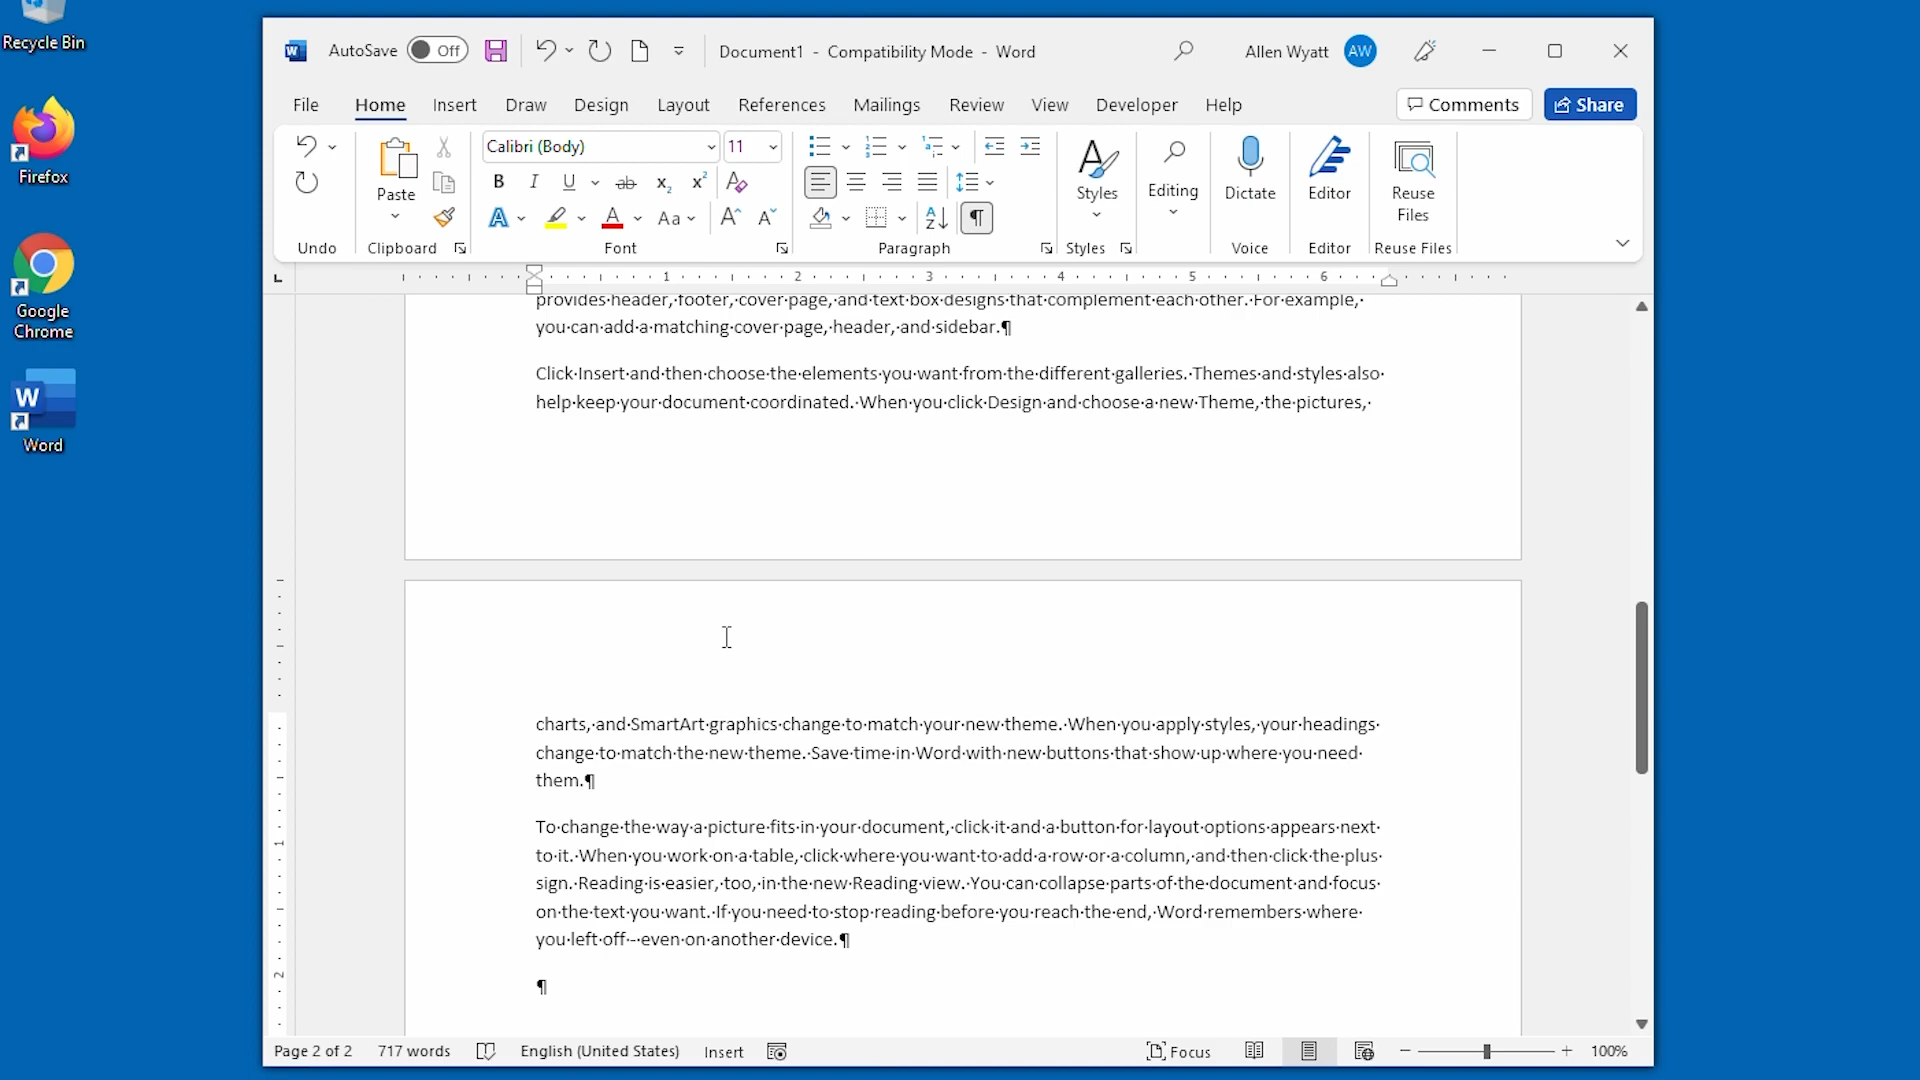 Recycle Bin
Firefox
Google
Chrome
Word
AutoSave Off
Document1 - Compatibility Mode - Word
Allen Wyatt AW
File Home Insert Draw Design Layout References Mailings Review View Developer Help
Comments Share
Calibri (Body) 11
Paste
Styles
Editing
Dictate
Editor
Reuse
Files
Undo Clipboard Font Paragraph Styles Voice Editor Reuse Files
1 2 3 4 5 6
provides·header,·footer,·cover·page,·and·text·box·designs·that·complement·each·other.·For·example,·
you·can·add·a·matching·cover·page,·header,·and·sidebar.¶
Click·Insert·and·then·choose·the·elements·you·want·from·the·different·galleries.·Themes·and·styles·also·
help·keep·your·document·coordinated.·When·you·click·Design·and·choose·a·new·Theme,·the·pictures,·
charts,·and·SmartArt·graphics·change·to·match·your·new·theme.·When·you·apply·styles,·your·headings·
change·to·match·the·new·theme.·Save·time·in·Word·with·new·buttons·that·show·up·where·you·need·
them.¶
To·change·the·way·a·picture·fits·in·your·document,·click·it·and·a·button·for·layout·options·appears·next·
to·it.·When·you·work·on·a·table,·click·where·you·want·to·add·a·row·or·a·column,·and·then·click·the·plus·
sign.·Reading·is·easier,·too,·in·the·new·Reading·view.·You·can·collapse·parts·of·the·document·and·focus·
on·the·text·you·want.·If·you·need·to·stop·reading·before·you·reach·the·end,·Word·remembers·where·
you·left·off·-·even·on·another·device.¶
¶
1
2
Page 2 of 2 717 words English (United States) Insert Focus 100%